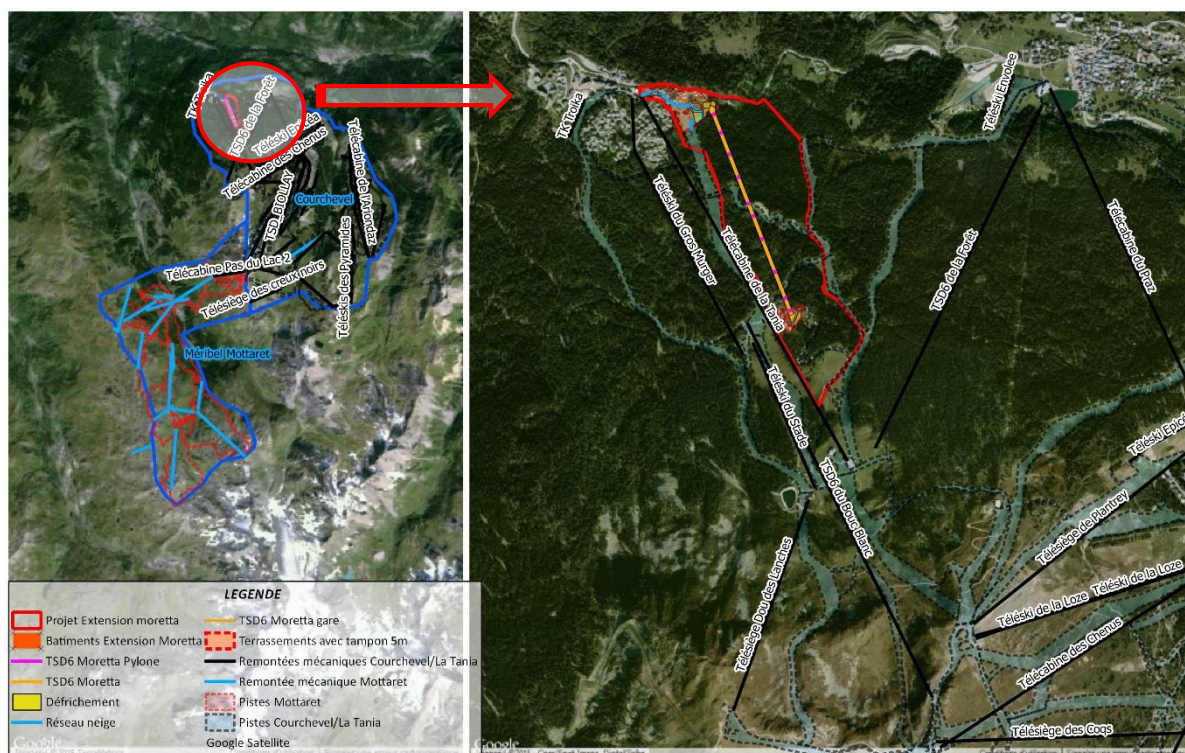 TK Troika
TSD6 de la Forêt
Téléski Envolée
Télécabine des Chenus
TSD_BIOLLAY
Courchevel
Télécabine de l'Ariondaz
Télécabine Pas du Lac 2
Télésiège des creux noirs
Téléskis des Pyramides
Méribel Mottaret
TK Troika
Téléski du Gros Murger
Télécabine de la Tania
Téléski Envolee
TSD6 de la Forêt
Télécabine du Praz
Téléski du Stade
TSD6 du Bouc Blanc
Téléski Epic
Télésiège de Plantrey
Télésiège Dou des Lanches
Téléski de la Loze
Téléski de la Loze
Télécabine des Chenus
Télésiège des Coqs
LEGENDE
Projet Extension moretta
Batiments Extension Moretta
TSD6 Moretta Pylone
TSD6 Moretta
Défrichement
Réseau neige
TSD6 Moretta gare
Terrassements avec tampon 5m
Remontées mécaniques Courchevel/La Tania
Remontée mécanique Mottaret
Pistes Mottaret
Pistes Courchevel/La Tania
Google Satellite
Google
Google